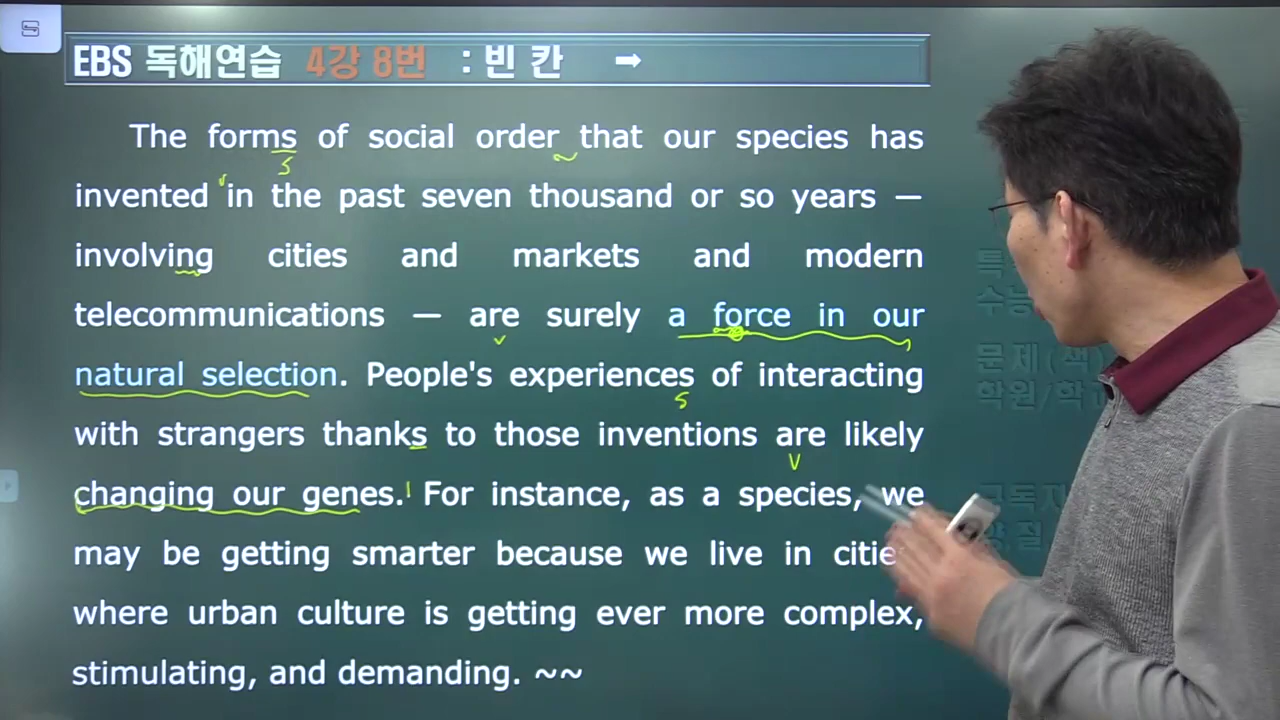 EBS 독해연습 4강 8번 : 빈 칸 ➡
The forms of social order that our species has
invented in the past seven thousand or so years —
involving cities and markets and modern
telecommunications — are surely a force in our
natural selection. People's experiences of interacting
with strangers thanks to those inventions are likely
changing our genes. For instance, as a species, we
may be getting smarter because we live in cities
where urban culture is getting ever more complex,
stimulating, and demanding. ~~